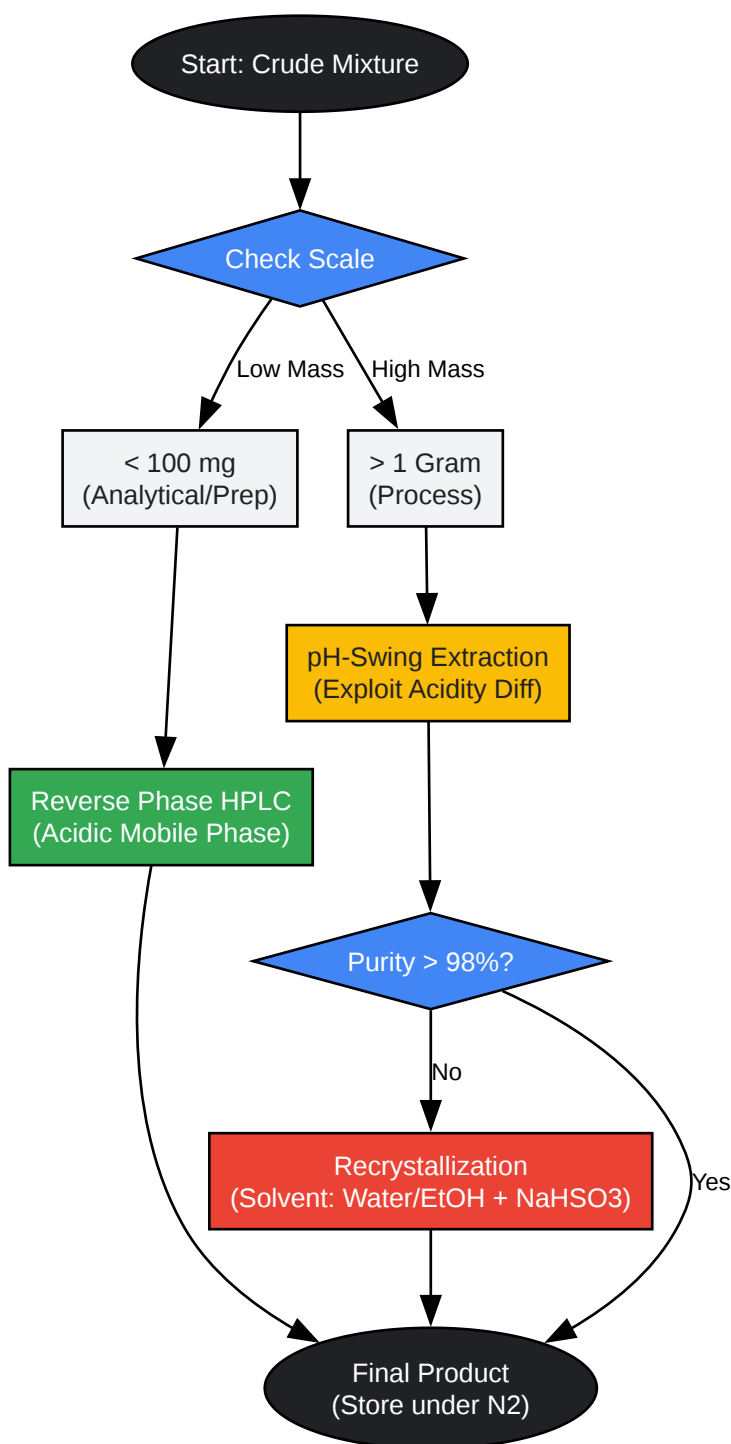 Start: Crude Mixture
Check Scale
Low Mass
High Mass
< 100 mg
(Analytical/Prep)
> 1 Gram
(Process)
pH-Swing Extraction
(Exploit Acidity Diff)
Reverse Phase HPLC
(Acidic Mobile Phase)
Purity > 98%?
No
Recrystallization
(Solvent: Water/EtOH + NaHSO3)
Yes
Final Product
(Store under N2)